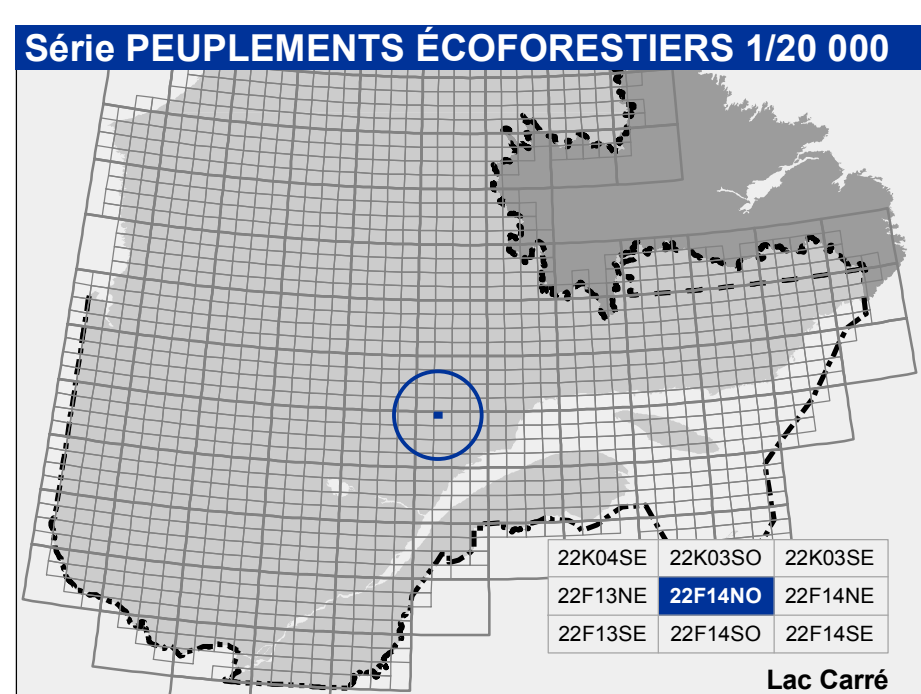 Série PEUPLEMENTS ÉCOFORESTIERS 1/20 000
22K04SE 22K03SO 22K03SE
22F13NE 22F14NO 22F14NE
22F13SE 22F14SO 22F14SE
Lac Carré